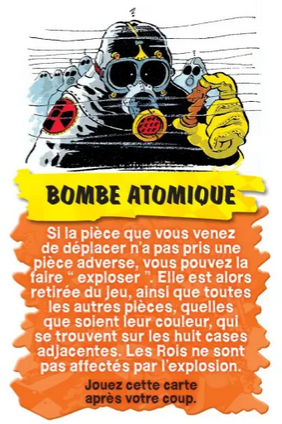 BOMBE ATOMIQUE
Si la pièce que vous venez
de déplacer n'a pas pris une
pièce adverse, vous pouvez la
faire " exploser ". Elle est alors
retirée du jeu, ainsi que toutes
les autres pièces, quelles
que soient leur couleur, qui
se trouvent sur les huit cases
adjacentes. Les Rois ne sont
pas affectés par l'explosion.
Jouez cette carte
après votre coup.